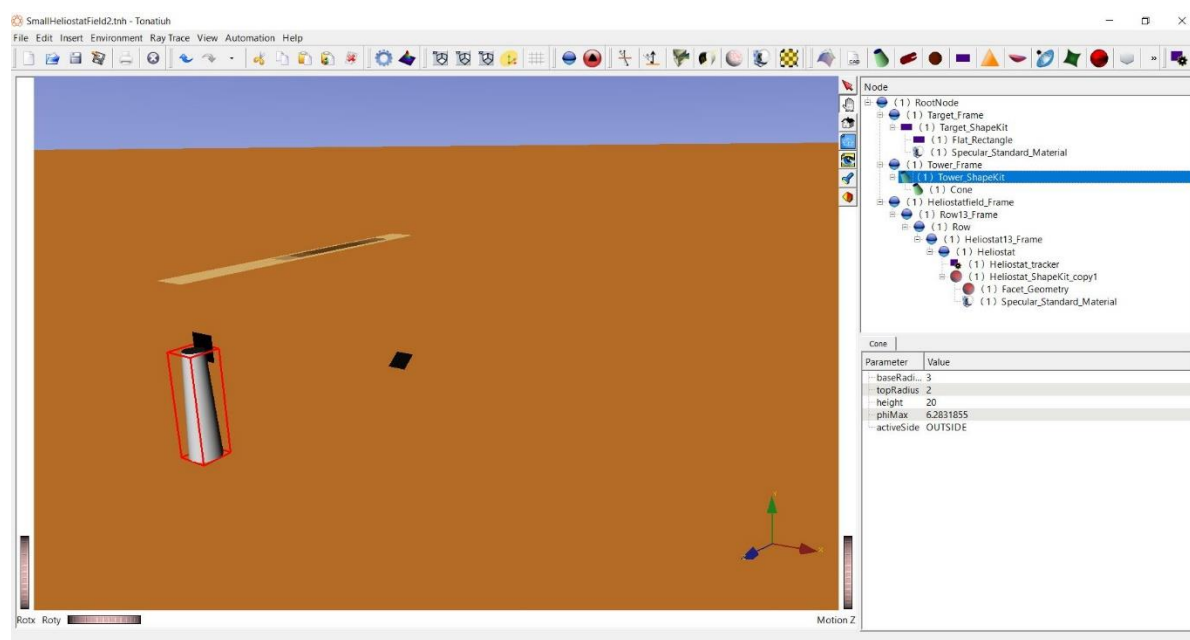 SmallHeliostatField2.tnh - Tonatiuh
File Edit Insert Environment Ray Trace View Automation Help
Node
(1) RootNode
(1) Target_Frame
(1) Target_ShapeKit
(1) Flat_Rectangle
(1) Specular_Standard_Material
(1) Tower_Frame
(1) Tower_ShapeKit
(1) Cone
(1) Heliostatfield_Frame
(1) Row13_Frame
(1) Row
(1) Heliostat13_Frame
(1) Heliostat
(1) Heliostat_tracker
(1) Heliostat_ShapeKit_copy1
(1) Facet_Geometry
(1) Specular_Standard_Material
Cone
Parameter Value
baseRadi... 3
topRadius 2
height 20
phiMax 6.2831855
activeSide OUTSIDE
Rotx Roty Motion Z